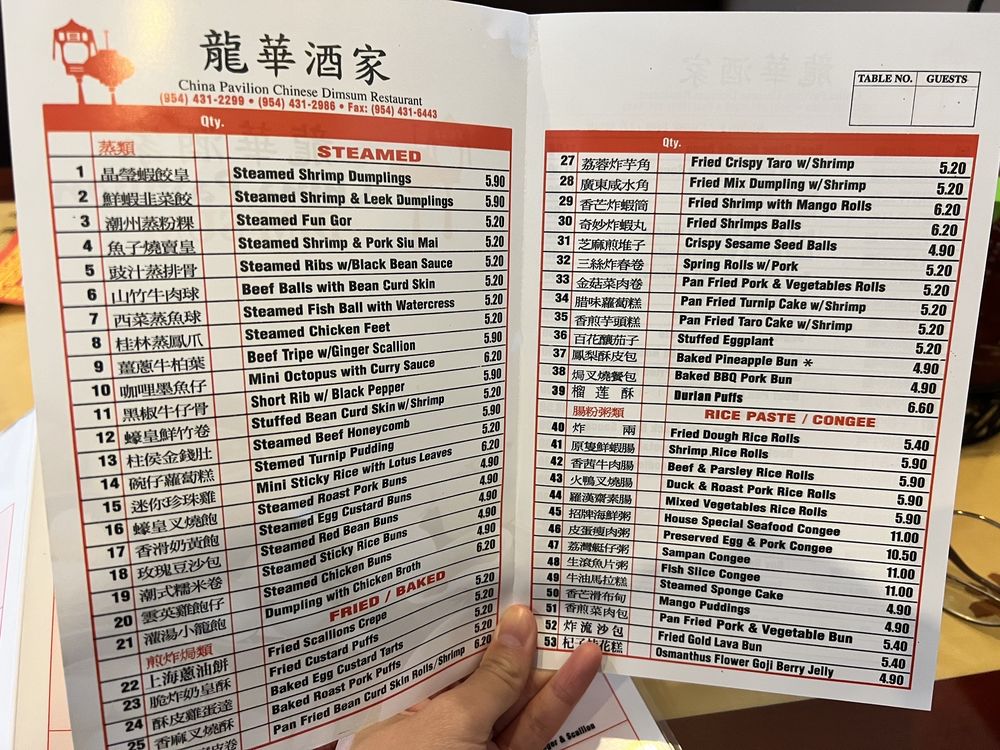 龍華酒家
China Pavilion Chinese Dimsum Restaurant
(954) 431-2299 • (954) 431-2986 • Fax: (954) 431-6443
Qty.
蒸類 STEAMED
1 晶瑩蝦餃皇 Steamed Shrimp Dumplings 5.90
2 鮮蝦韭菜餃 Steamed Shrimp & Leek Dumplings 5.90
3 潮州蒸粉粿 Steamed Fun Gor 5.20
4 魚子燒賣皇 Steamed Shrimp & Pork Siu Mai 5.20
5 豉汁蒸排骨 Steamed Ribs w/Black Bean Sauce 5.20
6 山竹牛肉球 Beef Balls with Bean Curd Skin 5.20
7 西菜蒸魚球 Steamed Fish Ball with Watercress 5.20
8 桂林蒸鳳爪 Steamed Chicken Feet 5.20
9 薑蔥牛柏葉 Beef Tripe w/Ginger Scallion 5.90
10 咖哩墨魚仔 Mini Octopus with Curry Sauce 6.20
11 黑椒牛仔骨 Short Rib w/ Black Pepper 5.90
12 蠔皇鮮竹卷 Stuffed Bean Curd Skin w/Shrimp 5.20
13 柱侯金錢肚 Steamed Beef Honeycomb 5.90
14 碗仔蘿蔔糕 Stemed Turnip Pudding 5.20
15 迷你珍珠雞 Mini Sticky Rice with Lotus Leaves 6.20
16 蠔皇叉燒飽 Steamed Roast Pork Buns 4.90
17 香滑奶黃飽 Steamed Egg Custard Buns 4.90
18 玫瑰豆沙包 Steamed Red Bean Buns 4.90
19 潮式糯米卷 Steamed Sticky Rice Buns 4.90
20 雲英雞飽仔 Steamed Chicken Buns 4.90
21 灌湯小籠飽 Dumpling with Chicken Broth 6.20
煎炸焗類 FRIED / BAKED
22 上海蔥油餅 Fried Scallions Crepe 5.20
23 脆炸奶皇酥 Fried Custard Puffs 5.20
24 酥皮雞蛋達 Baked Egg Custard Tarts 5.20
25 香麻叉燒酥 Baked Roast Pork Puffs 5.20
皮卷 Pan Fried Bean Curd Skin Rolls/Shrimp 6.20
TABLE NO. GUESTS
Qty.
27 荔蓉炸芋角 Fried Crispy Taro w/Shrimp 5.20
28 廣東咸水角 Fried Mix Dumpling w/Shrimp 5.20
29 香芒炸蝦筒 Fried Shrimp with Mango Rolls 6.20
30 奇妙炸蝦丸 Fried Shrimps Balls 6.20
31 芝麻煎堆子 Crispy Sesame Seed Balls 4.90
32 三絲炸春卷 Spring Rolls w/Pork 5.20
33 金菇菜肉卷 Pan Fried Pork & Vegetables Rolls 5.20
34 腊味蘿蔔糕 Pan Fried Turnip Cake w/Shrimp 5.20
35 香煎芋頭糕 Pan Fried Taro Cake w/Shrimp 5.20
36 百花釀茄子 Stuffed Eggplant 5.20
37 鳳梨酥皮包 Baked Pineapple Bun * 4.90
38 焗叉燒餐包 Baked BBQ Pork Bun 4.90
39 榴蓮酥 Durian Puffs 6.60
腸粉粥類 RICE PASTE / CONGEE
40 炸兩 Fried Dough Rice Rolls 5.40
41 原隻鮮蝦腸 Shrimp Rice Rolls 5.90
42 香茜牛肉腸 Beef & Parsley Rice Rolls 5.90
43 火鴨叉燒腸 Duck & Roast Pork Rice Rolls 5.90
44 羅漢齋素腸 Mixed Vegetables Rice Rolls 5.90
45 招牌海鮮粥 House Special Seafood Congee 11.00
46 皮蛋瘦肉粥 Preserved Egg & Pork Congee 10.50
47 荔灣艇仔粥 Sampan Congee 11.00
48 生滾魚片粥 Fish Slice Congee 11.00
49 牛油馬拉糕 Steamed Sponge Cake 4.90
50 香芒滑布甸 Mango Puddings 4.90
51 香煎菜肉包 Pan Fried Pork & Vegetable Bun 5.40
52 炸流沙包 Fried Gold Lava Bun 5.40
53 杞子花糕 Osmanthus Flower Goji Berry Jelly 4.90
& Scallion